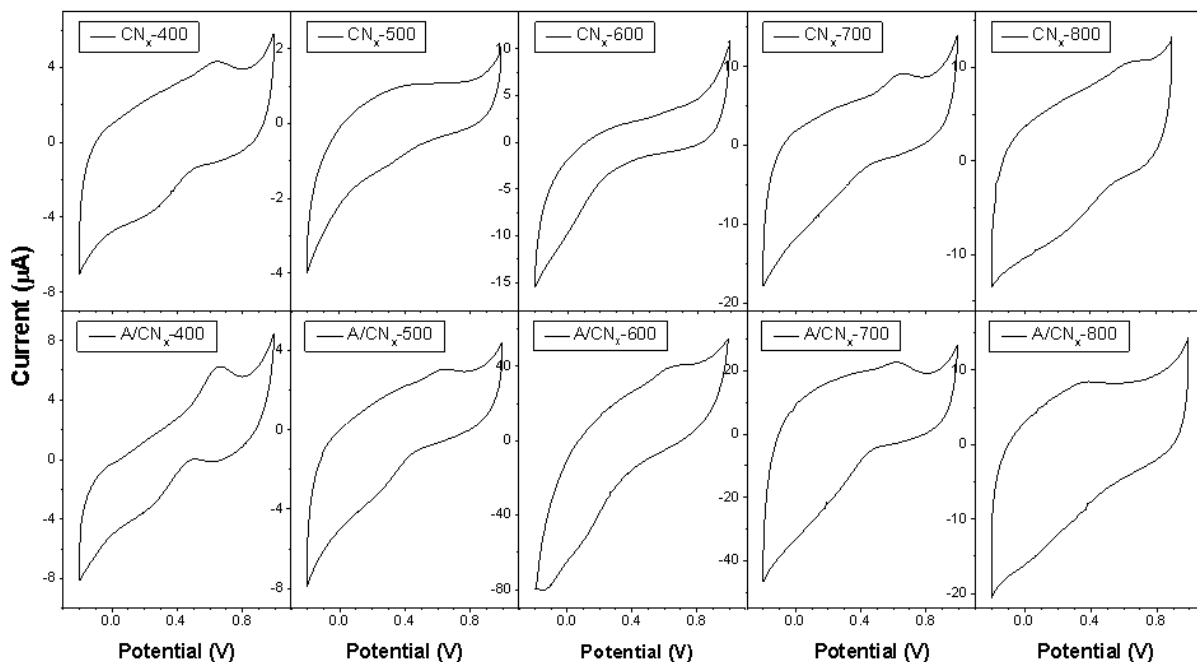 CNx-400
CNx-500
CNx-600
CNx-700
CNx-800
4
0
-4
-8
2
0
-2
-4
10
5
0
-5
-10
-15
10
0
-10
-20
10
0
-10
Current (μA)
A/CNx-400
A/CNx-500
A/CNx-600
A/CNx-700
A/CNx-800
8
4
0
-4
-8
4
0
-4
-8
40
0
-40
-80
20
0
-20
-40
10
0
-10
-20
0.0 0.4 0.8
0.0 0.4 0.8
0.0 0.4 0.8
0.0 0.4 0.8
0.0 0.4 0.8
Potential (V)
Potential (V)
Potential (V)
Potential (V)
Potential (V)